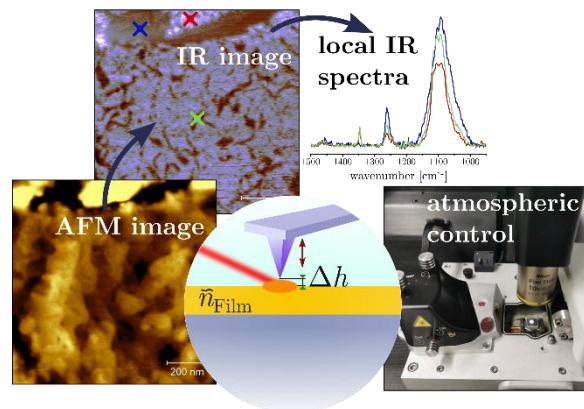 IR image
local IR
spectra
1500 1400 1300 1200 1100 1000
wavenumber [cm⁻¹]
AFM image
200 nm
Δh
ñFilm
atmospheric
control